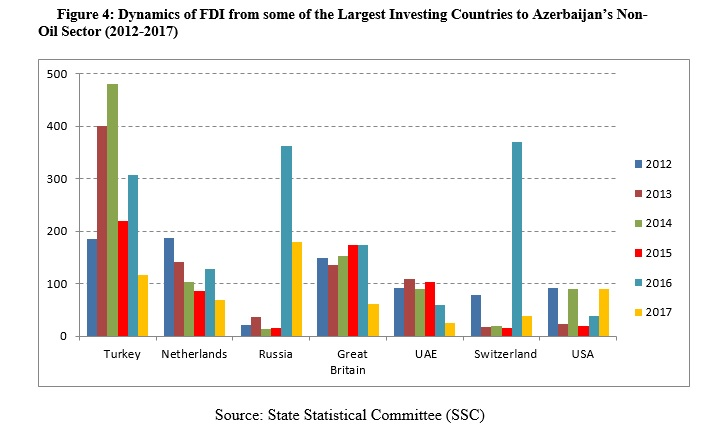 Figure 4: Dynamics of FDI from some of the Largest Investing Countries to Azerbaijan’s Non-
Oil Sector (2012-2017)
500
400
300
200
100
0
Turkey
Netherlands
Russia
Great
Britain
UAE
Switzerland
USA
2012
2013
2014
2015
2016
2017
Source: State Statistical Committee (SSC)